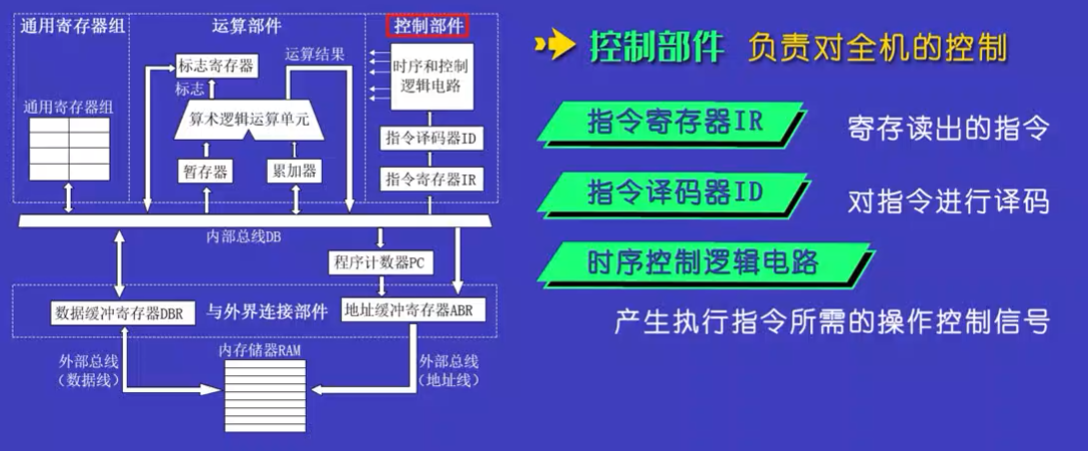 通用寄存器组
运算部件
控制部件
标志寄存器
运算结果
时序和控制
逻辑电路
标志
通用寄存器组
算术逻辑运算单元
指令译码器ID
暂存器
累加器
指令寄存器IR
内部总线DB
程序计数器PC
数据缓冲寄存器DBR
与外界连接部件
地址缓冲寄存器ABR
内存储器RAM
外部总线
(数据线)
外部总线
(地址线)
控制部件 负责对全机的控制
指令寄存器IR 寄存读出的指令
指令译码器ID 对指令进行译码
时序控制逻辑电路
产生执行指令所需的操作控制信号